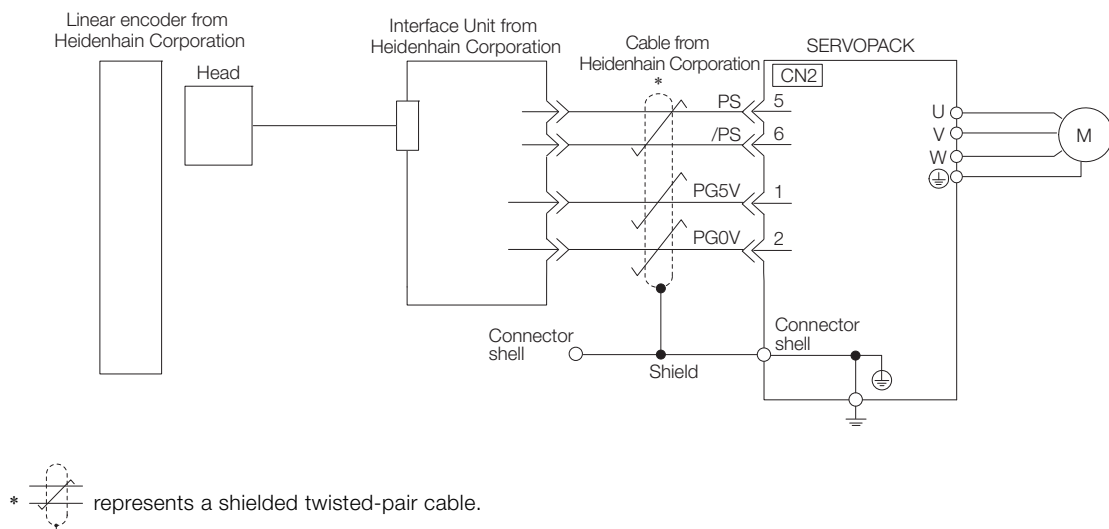 Linear encoder from
Heidenhain Corporation
Head
Interface Unit from
Heidenhain Corporation
Cable from
Heidenhain Corporation
*
SERVOPACK
CN2
PS 5
/PS 6
PG5V 1
PG0V 2
U
V
W
M
Connector
shell
Shield
Connector
shell
* represents a shielded twisted-pair cable.